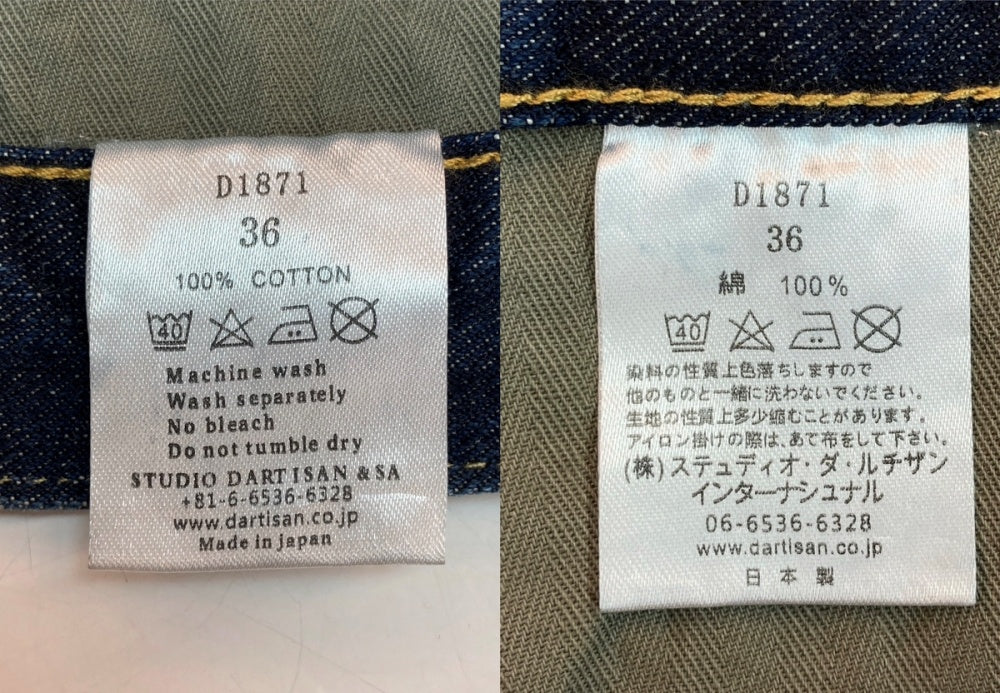 D1871
36
100% COTTON
40
Machine wash
Wash separately
No bleach
Do not tumble dry
STUDIO DARTISAN & SA
+81-6-6536-6328
www.dartisan.co.jp
Made in japan
D1871
36
綿 100%
40
染料の性質上色落ちしますので
他のものと一緒に洗わないでください。
生地の性質上多少縮むことがあります。
アイロン掛けの際は、あて布をして下さい。
(株)ステュディオ・ダ・ルチザン
インターナシュナル
06-6536-6328
www.dartisan.co.jp
日本製